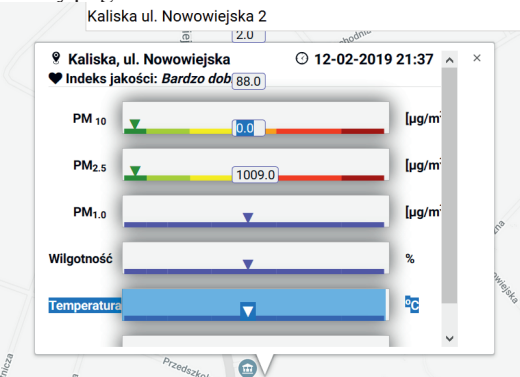 Kaliska ul. Nowowiejska 2
2.0
Kaliska, ul. Nowowiejska 12-02-2019 21:37 ×
Indeks jakości: Bardzo dob 88.0
PM 10 0.0 [µg/m
PM2.5 1009.0 [µg/m
PM1.0 [µg/m
Wilgotność %
Temperatura °C
Przedszkol